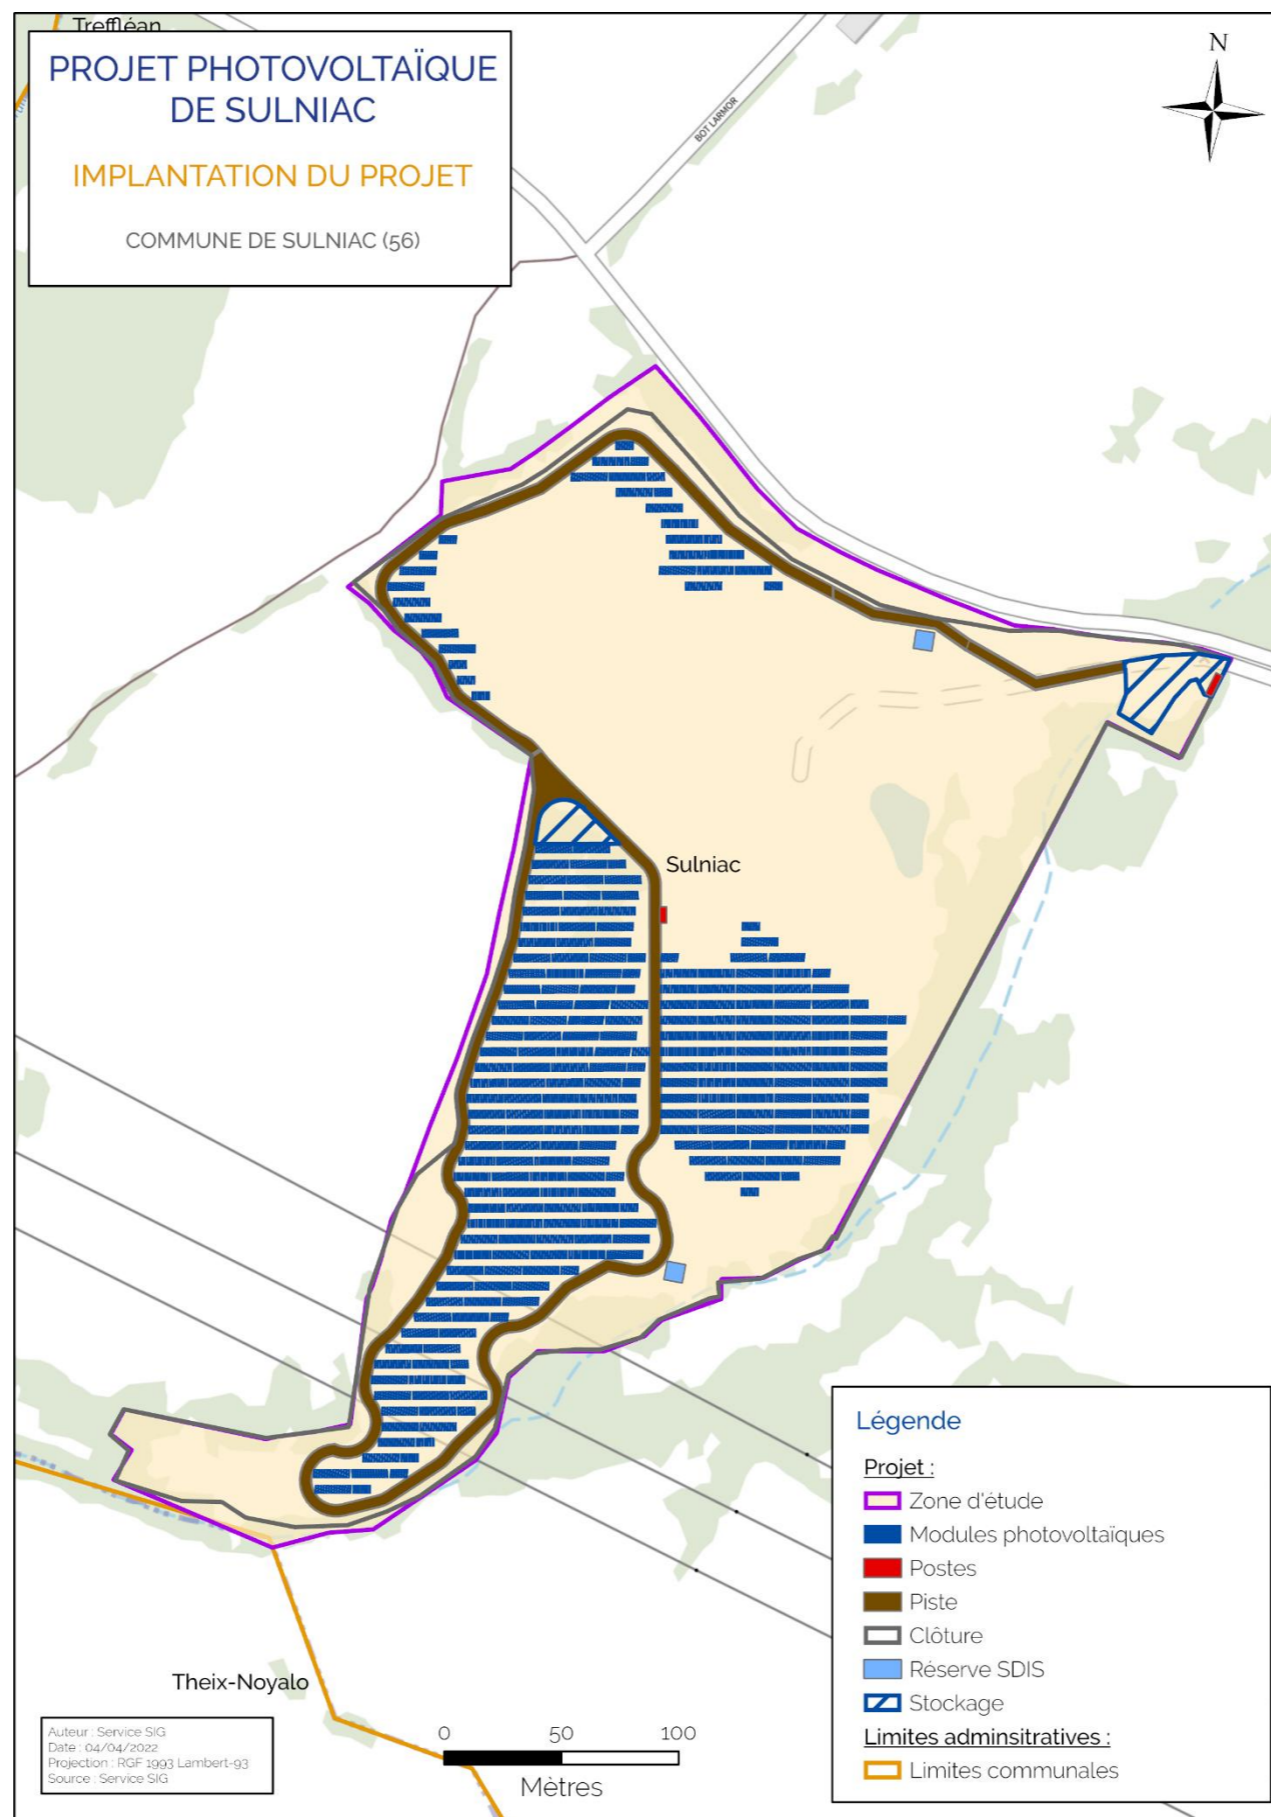 Treffléan
PROJET PHOTOVOLTAÏQUE
DE SULNIAC
IMPLANTATION DU PROJET
COMMUNE DE SULNIAC (56)
N
BOT LARMOR
Sulniac
Theix-Noyalo
Légende
Projet :
Zone d'étude
Modules photovoltaïques
Postes
Piste
Clôture
Réserve SDIS
Stockage
Limites adminsitratives :
Limites communales
Auteur : Service SIG
Date : 04/04/2022
Projection : RGF 1993 Lambert-93
Source : Service SIG
0 50 100
Mètres